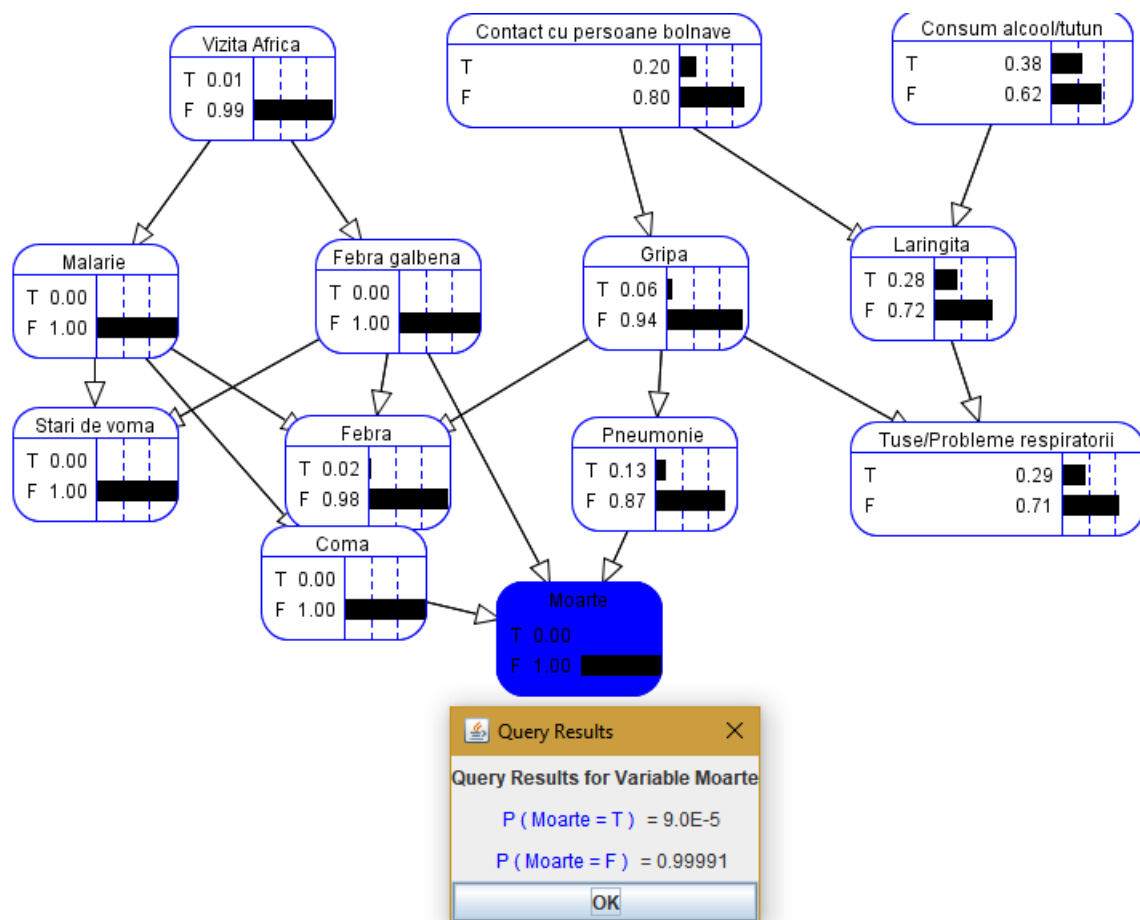 Vizita Africa
T 0.01
F 0.99
Contact cu persoane bolnave
T 0.20
F 0.80
Consum alcool/tutun
T 0.38
F 0.62
Malarie
T 0.00
F 1.00
Febra galbena
T 0.00
F 1.00
Gripa
T 0.06
F 0.94
Laringita
T 0.28
F 0.72
Stari de voma
T 0.00
F 1.00
Febra
T 0.02
F 0.98
Pneumonie
T 0.13
F 0.87
Tuse/Probleme respiratorii
T 0.29
F 0.71
Coma
T 0.00
F 1.00
Moarte
T 0.00
F 1.00
Query Results
Query Results for Variable Moarte
P ( Moarte = T ) = 9.0E-5
P ( Moarte = F ) = 0.99991
OK